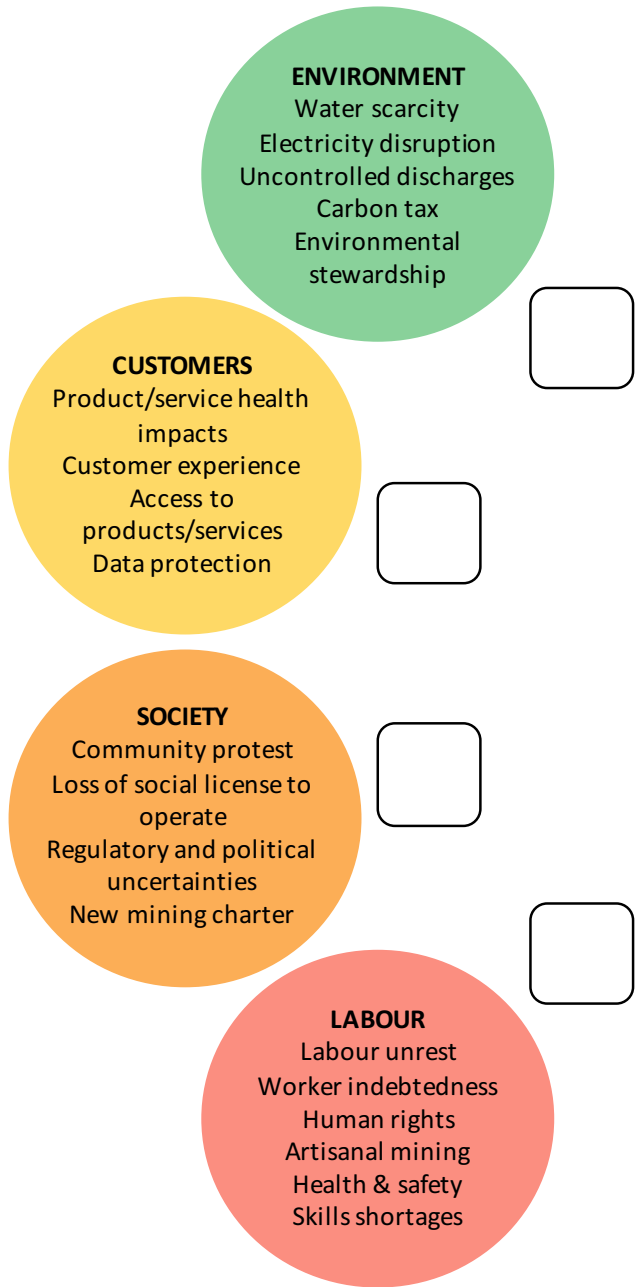 ENVIRONMENT
Water scarcity
Electricity disruption
Uncontrolled discharges
Carbon tax
Environmental
stewardship
CUSTOMERS
Product/service health
impacts
Customer experience
Access to
products/services
Data protection
SOCIETY
Community protest
Loss of social license to
operate
Regulatory and political
uncertainties
New mining charter
LABOUR
Labour unrest
Worker indebtedness
Human rights
Artisanal mining
Health & safety
Skills shortages